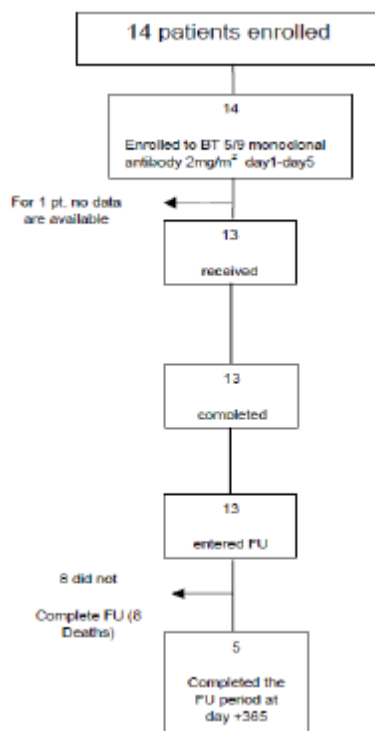 14 patients enrolled
14
Enrolled to BT 5/9 monoclonal
antibody 2mg/m² day1-day5
For 1 pt. no data
are available
13
received
13
completed
13
entered FU
8 did not
Complete FU (8
Deaths)
5
Completed the
FU period at
day +365